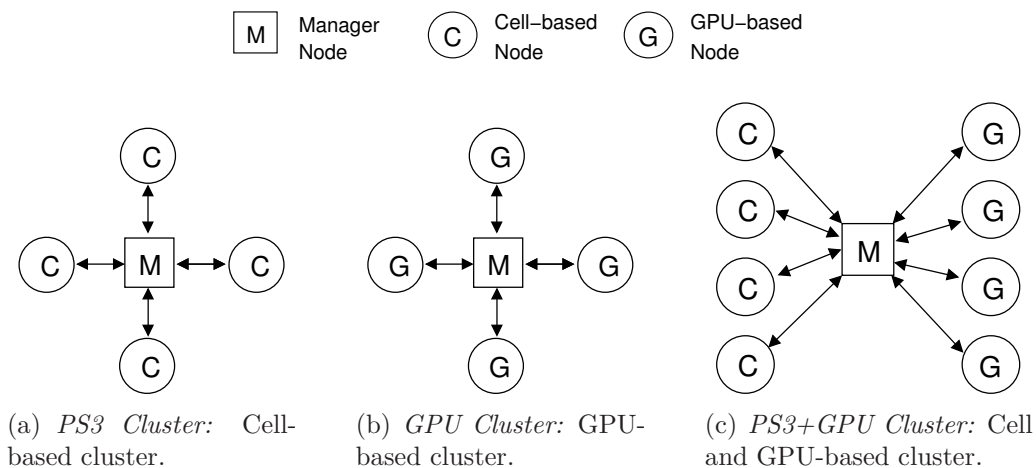 M Manager Node
C Cell-based Node
G GPU-based Node
C
C M C
C
G
G M G
G
C G
C G
M
C G
C G
(a) PS3 Cluster: Cell-
based cluster.
(b) GPU Cluster: GPU-
based cluster.
(c) PS3+GPU Cluster: Cell
and GPU-based cluster.